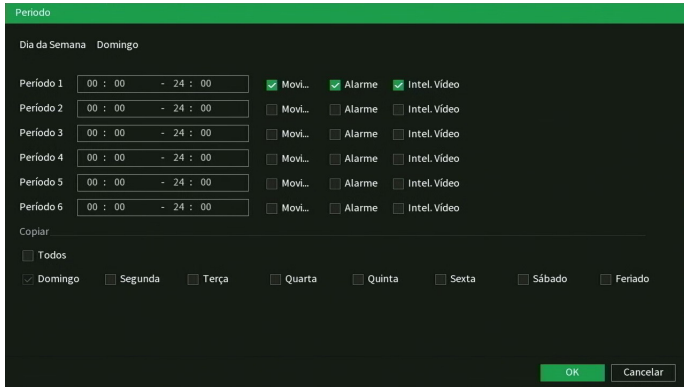 Periodo
Dia da Semana Domingo
Período 1 00 : 00 - 24 : 00 Movi... Alarme Intel. Vídeo
Período 2 00 : 00 - 24 : 00 Movi... Alarme Intel. Vídeo
Período 3 00 : 00 - 24 : 00 Movi... Alarme Intel. Vídeo
Período 4 00 : 00 - 24 : 00 Movi... Alarme Intel. Vídeo
Período 5 00 : 00 - 24 : 00 Movi... Alarme Intel. Vídeo
Período 6 00 : 00 - 24 : 00 Movi... Alarme Intel. Vídeo
Copiar
Todos
Domingo Segunda Terça Quarta Quinta Sexta Sábado Feriado
OK Cancelar